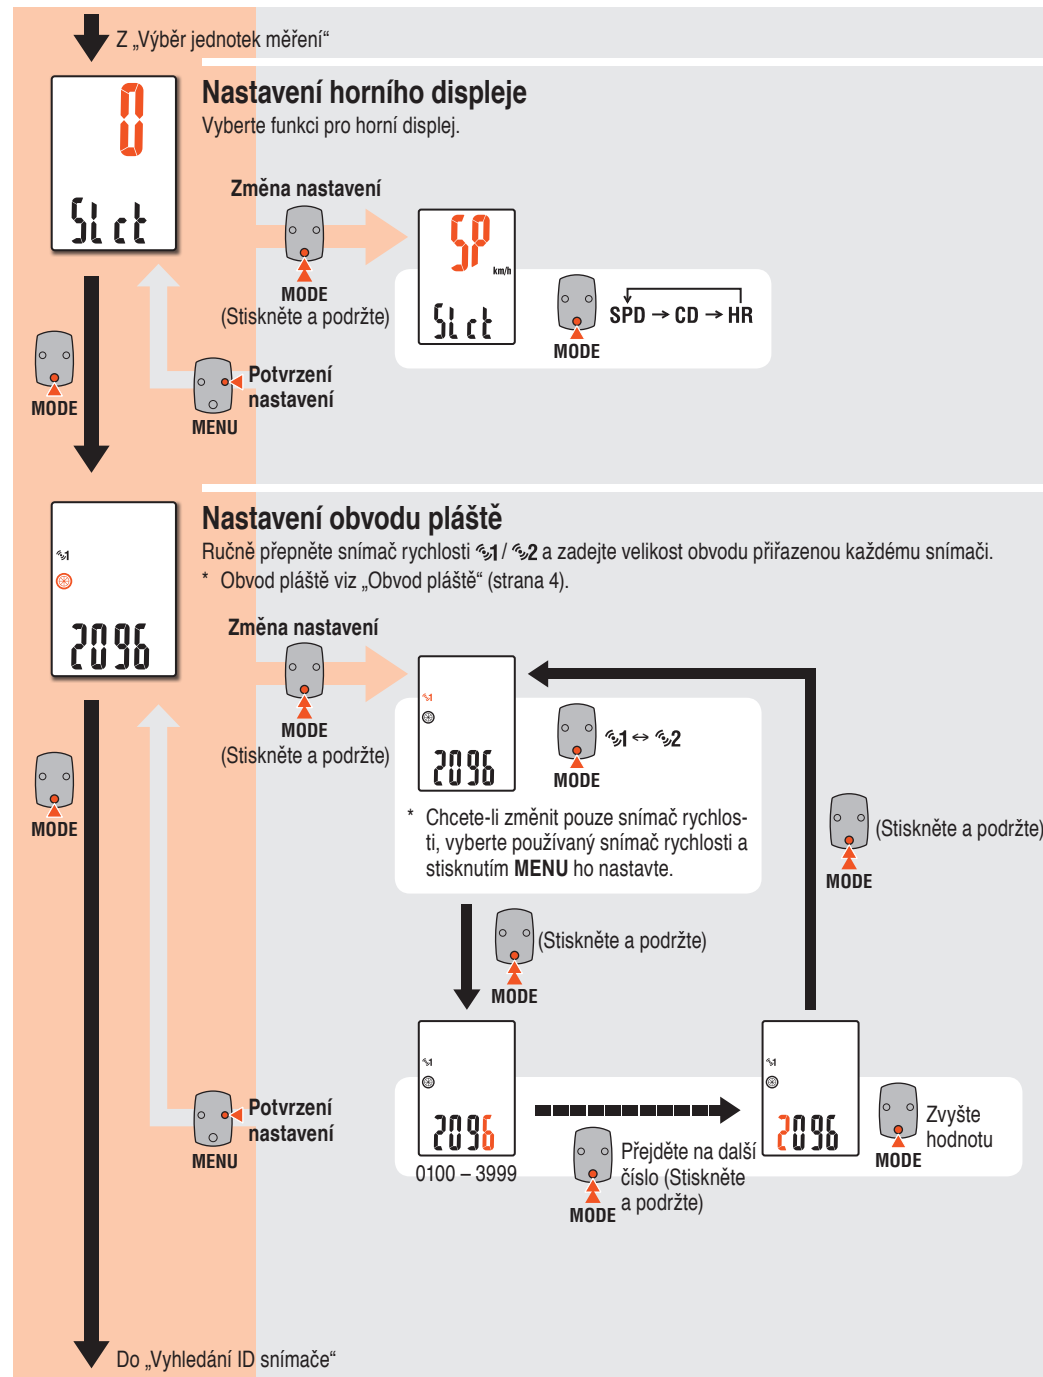 Z „Výběr jednotek měření“
0
Slct
Nastavení horního displeje
Vyberte funkci pro horní displej.
Změna nastavení
MODE
(Stiskněte a podržte)
SP
km/h
Slct
MODE
SPD → CD → HR
MODE
Potvrzení
nastavení
MENU
Nastavení obvodu pláště
Ručně přepněte snímač rychlosti 1 / 2 a zadejte velikost obvodu přiřazenou každému snímači.
* Obvod pláště viz „Obvod pláště“ (strana 4).
1
2096
Změna nastavení
MODE
(Stiskněte a podržte)
1
2096
MODE
1 ↔ 2
* Chcete-li změnit pouze snímač rychlos-
ti, vyberte používaný snímač rychlosti a
stisknutím MENU ho nastavte.
MODE
(Stiskněte a podržte)
MODE
(Stiskněte a podržte)
MODE
1
2096
0100 – 3999
Přejděte na další
číslo (Stiskněte
a podržte)
MODE
1
2096
MODE
Zvyšte
hodnotu
Potvrzení
nastavení
MENU
Do „Vyhledání ID snímače“